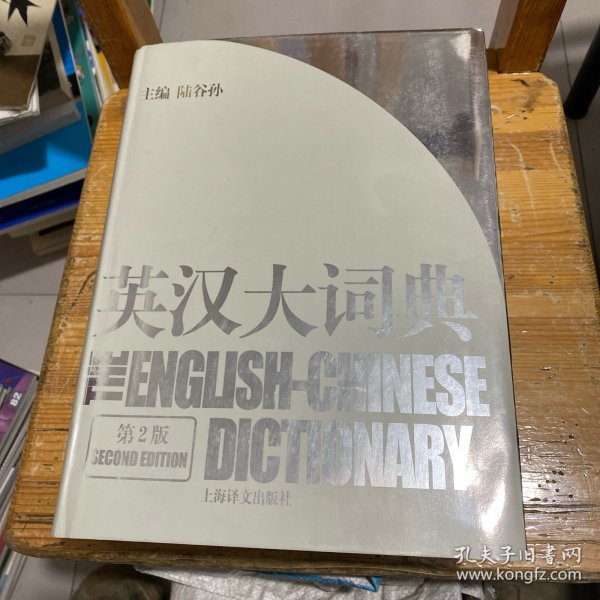 主编 陆谷孙
英汉大词典
THE ENGLISH-CHINESE
DICTIONARY
第2版
SECOND EDITION
上海译文出版社
孔夫子旧书网
www.kongfz.com